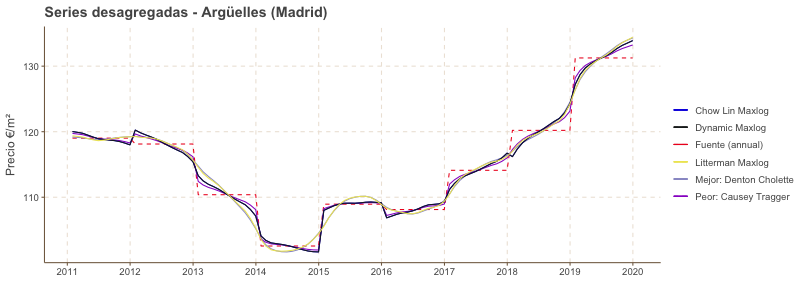 Series desagregadas - Argüelles (Madrid)
Precio €/m²
130
120
110
2011 2012 2013 2014 2015 2016 2017 2018 2019 2020
Chow Lin Maxlog
Dynamic Maxlog
Fuente (annual)
Litterman Maxlog
Mejor: Denton Cholette
Peor: Causey Tragger